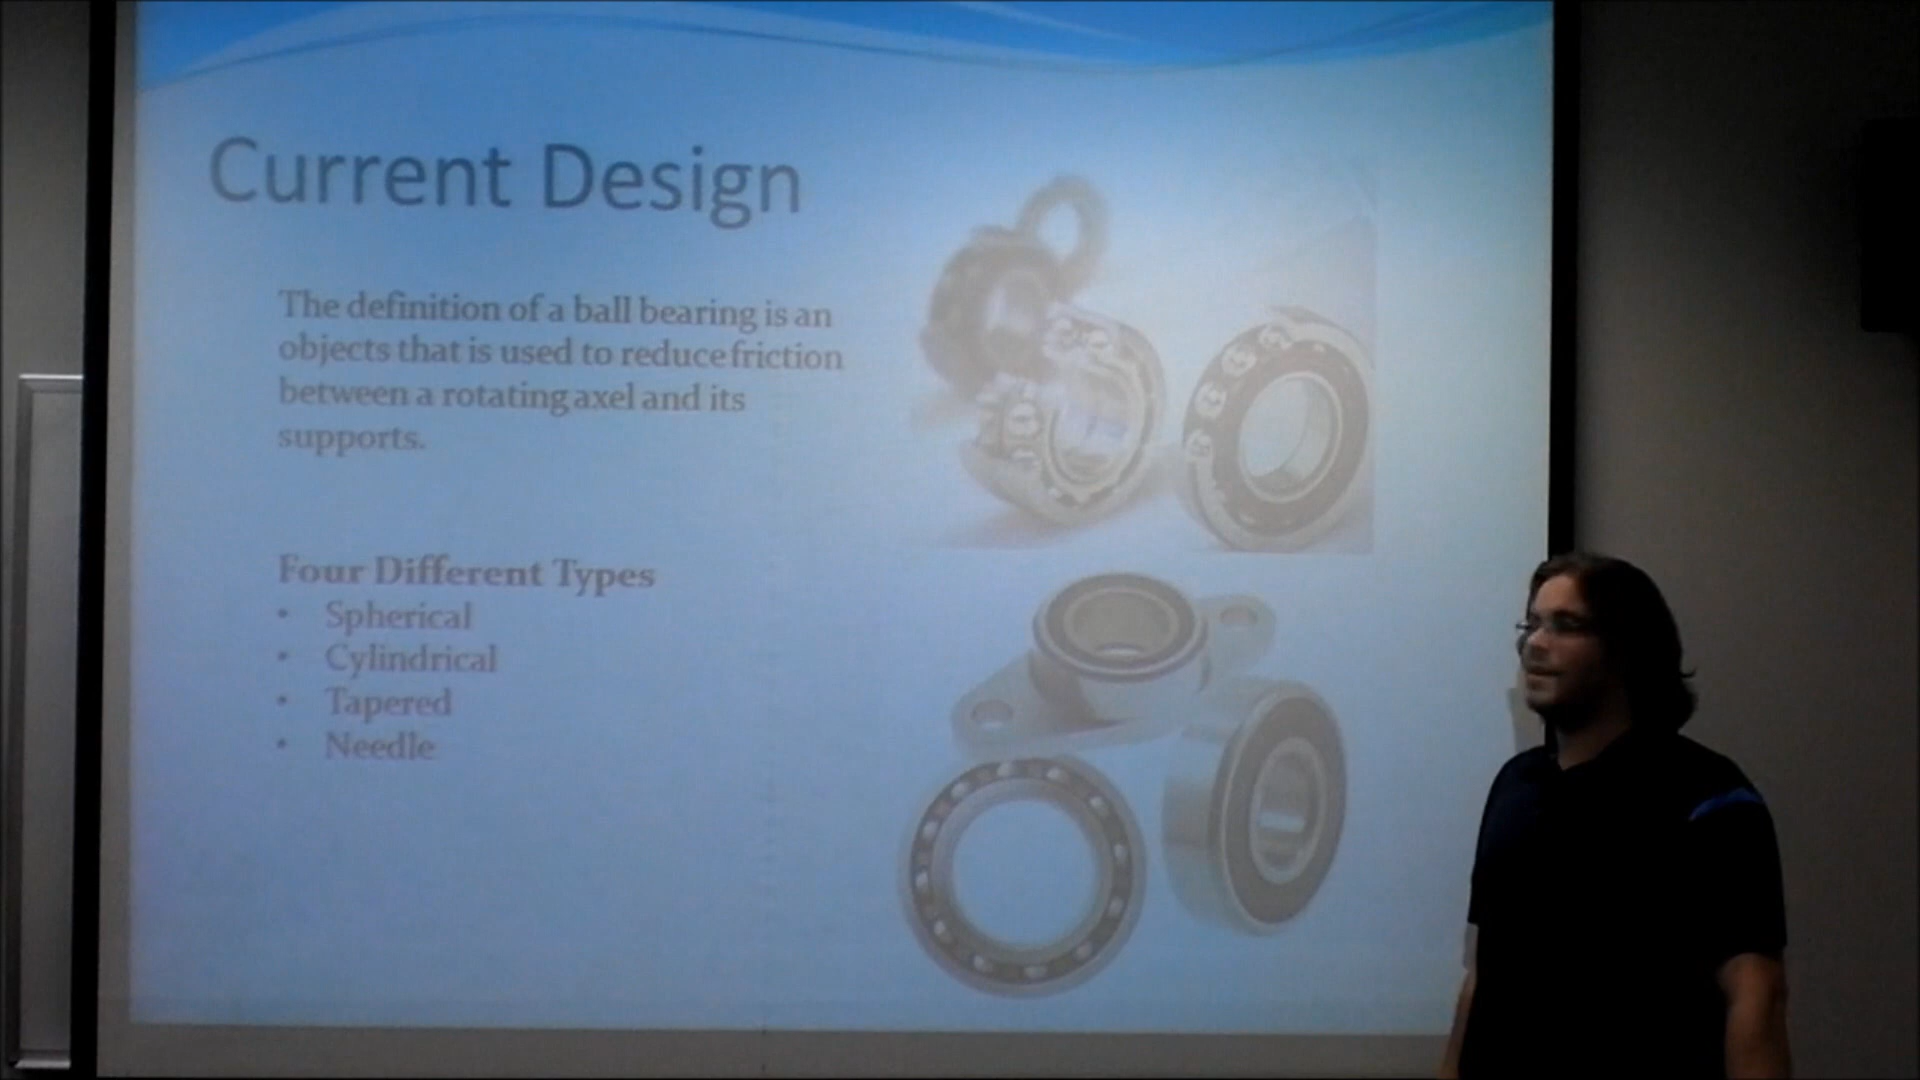 Current Design
The definition of a ball bearing is an
objects that is used to reduce friction
between a rotating axel and its
supports.
Four Different Types
• Spherical
• Cylindrical
• Tapered
• Needle